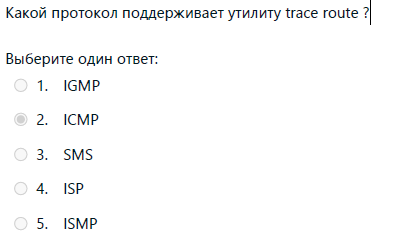 Какой протокол поддерживает утилиту trace route ?
Выберите один ответ:
1. IGMP
2. ICMP
3. SMS
4. ISP
5. ISMP